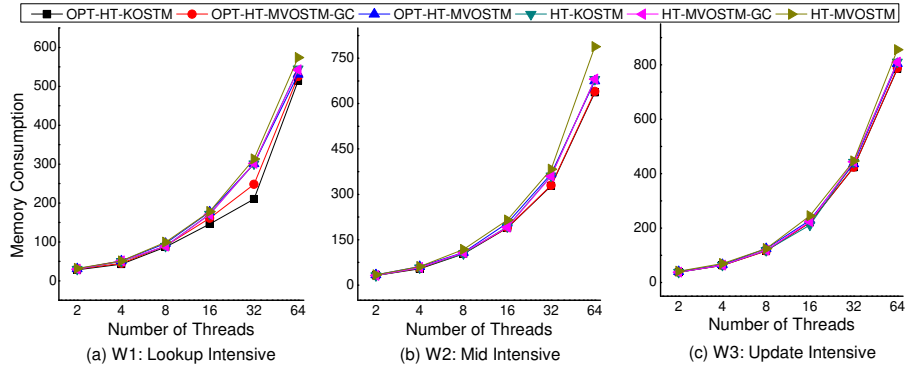 OPT-HT-KOSTM OPT-HT-MVOSTM-GC OPT-HT-MVOSTM HT-KOSTM HT-MVOSTM-GC HT-MVOSTM
Memory Consumption
600
500
400
300
200
100
0
2 4 8 16 32 64
Number of Threads
(a) W1: Lookup Intensive
750
600
450
300
150
0
2 4 8 16 32 64
Number of Threads
(b) W2: Mid Intensive
800
600
400
200
0
2 4 8 16 32 64
Number of Threads
(c) W3: Update Intensive